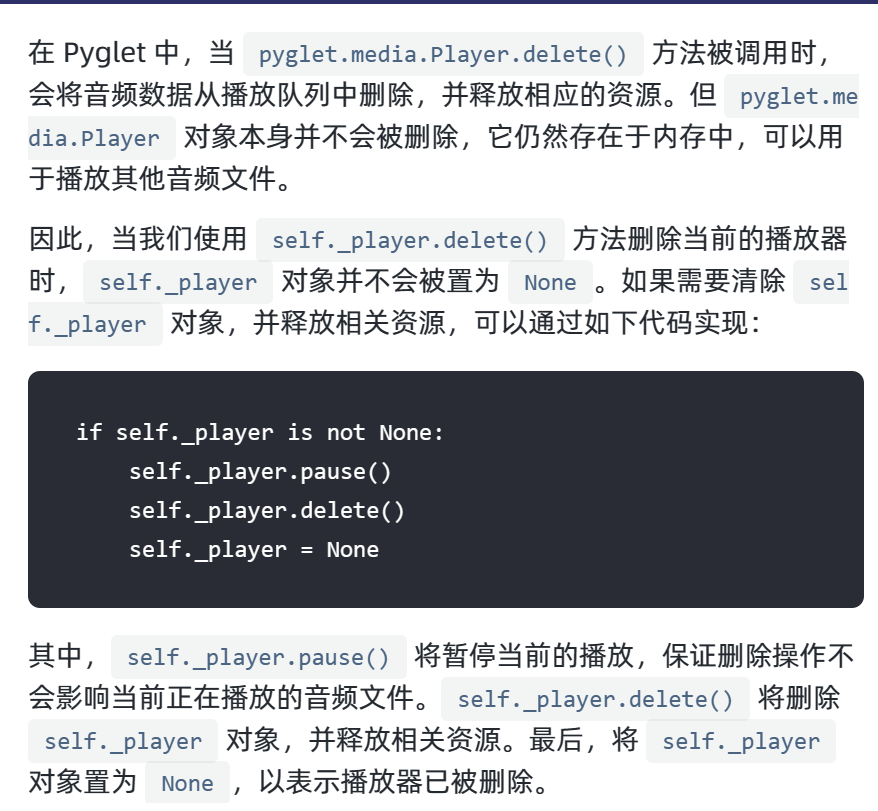 在 Pyglet 中，当 pyglet.media.Player.delete() 方法被调用时，
会将音频数据从播放队列中删除，并释放相应的资源。但 pyglet.me
dia.Player 对象本身并不会被删除，它仍然存在于内存中，可以用
于播放其他音频文件。
因此，当我们使用 self._player.delete() 方法删除当前的播放器
时， self._player 对象并不会被置为 None 。如果需要清除 sel
f._player 对象，并释放相关资源，可以通过如下代码实现：
if self._player is not None:
    self._player.pause()
    self._player.delete()
    self._player = None
其中， self._player.pause() 将暂停当前的播放，保证删除操作不
会影响当前正在播放的音频文件。 self._player.delete() 将删除
self._player 对象，并释放相关资源。最后，将 self._player
对象置为 None ，以表示播放器已被删除。